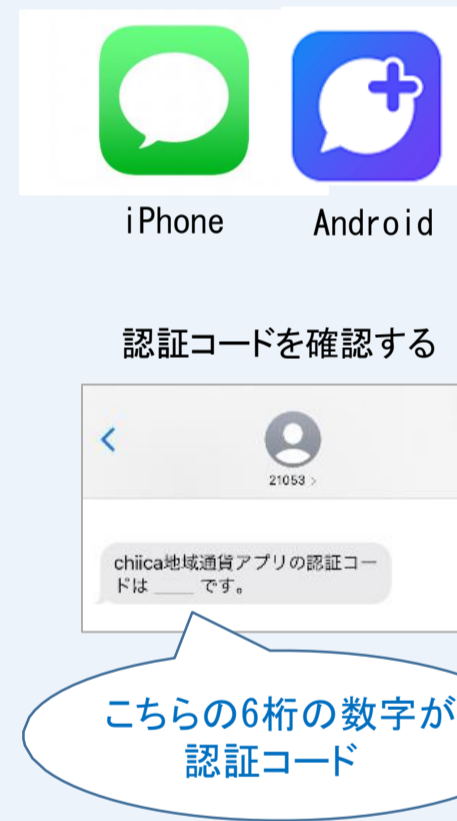 iPhone Android
認証コードを確認する
21053 >
chiica地域通貨アプリの認証コー
ドは ____ です。
こちらの6桁の数字が
認証コード